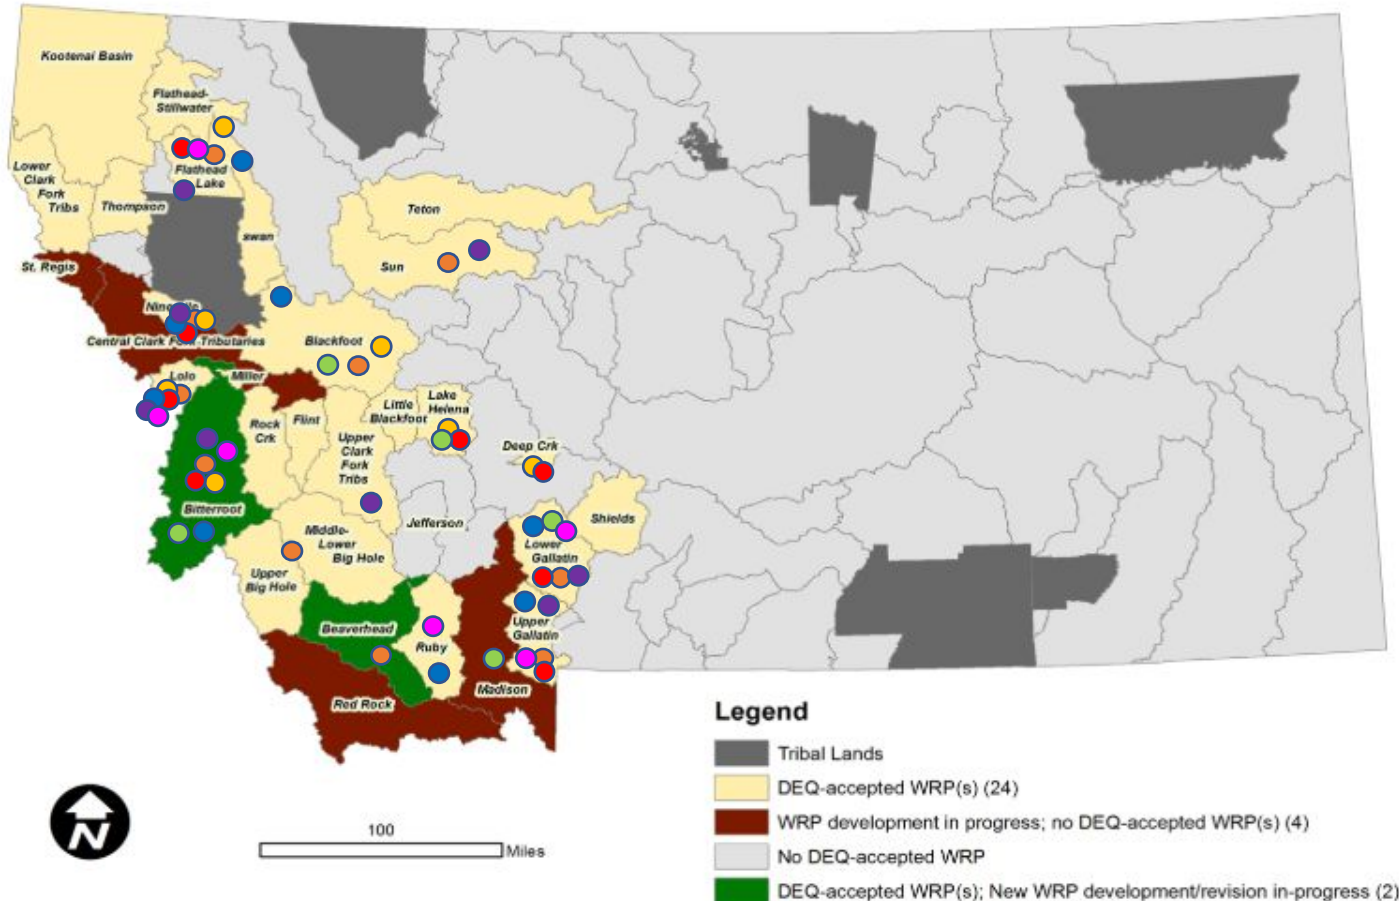 Kootenai Basin
Flathead-
Stillwater
Flathead
Lake
Lower
Clark
Fork
Tribs
Thompson
swan
Teton
Sun
St. Regis
Central Clark Fork Tributaries
Blackfoot
Lolo
Miller
Rock
Crk
Flint
Upper
Clark
Fork
Tribs
Little
Blackfoot
Lake
Helena
Deep Crk
Bitterroot
Jefferson
Shields
Lower
Gallatin
Middle-
Lower
Big Hole
Upper
Big Hole
Beaverhead
Ruby
Upper
Gallatin
Madison
Red Rock
N
100
Miles
Legend
Tribal Lands
DEQ-accepted WRP(s) (24)
WRP development in progress; no DEQ-accepted WRP(s) (4)
No DEQ-accepted WRP
DEQ-accepted WRP(s); New WRP development/revision in-progress (2)